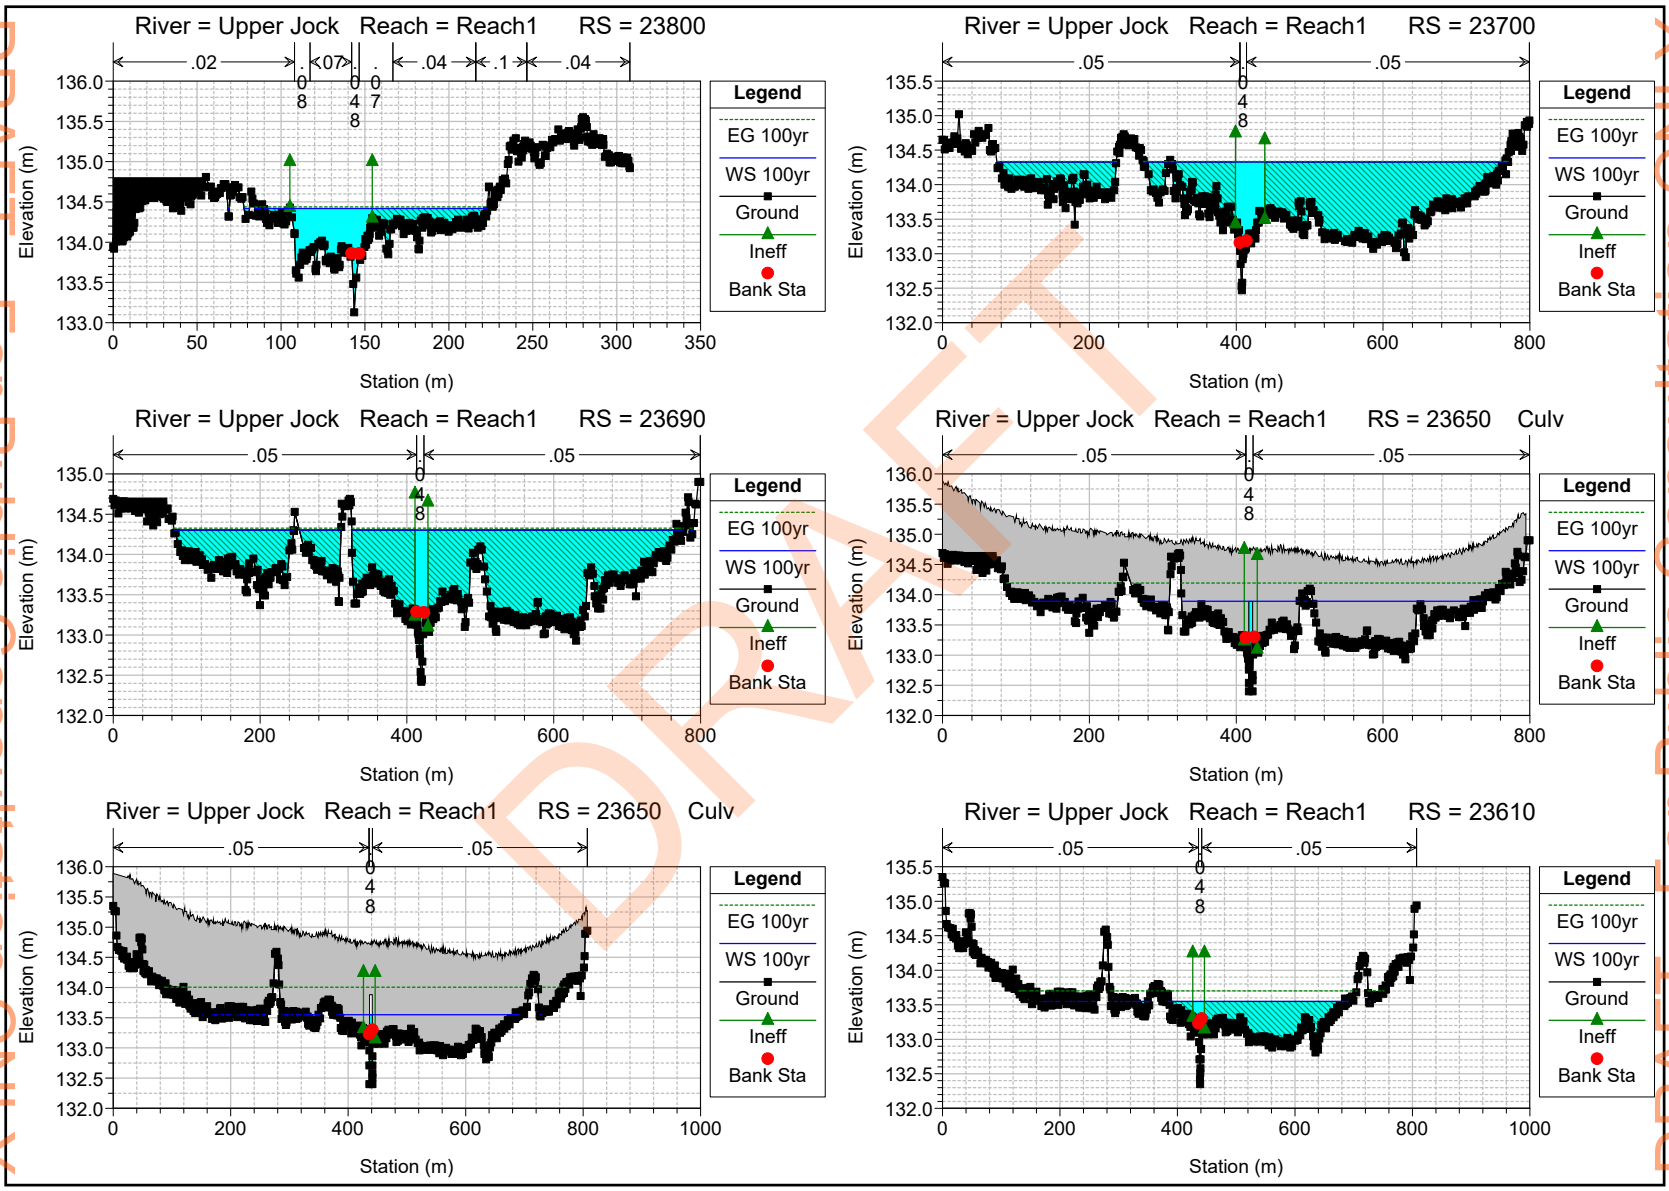 River = Upper Jock Reach = Reach1 RS = 23800
.02 .08 .07 .048 .07 .04 .1 .04
136.0
135.5
135.0
134.5
134.0
133.5
133.0
Elevation (m)
0 50 100 150 200 250 300 350
Station (m)
Legend
EG 100yr
WS 100yr
Ground
Ineff
Bank Sta
River = Upper Jock Reach = Reach1 RS = 23700
.05 .048 .05
135.5
135.0
134.5
134.0
133.5
133.0
132.5
132.0
Elevation (m)
0 200 400 600 800
Station (m)
Legend
EG 100yr
WS 100yr
Ground
Ineff
Bank Sta
River = Upper Jock Reach = Reach1 RS = 23690
.05 .048 .05
135.0
134.5
134.0
133.5
133.0
132.5
132.0
Elevation (m)
0 200 400 600 800
Station (m)
Legend
EG 100yr
WS 100yr
Ground
Ineff
Bank Sta
River = Upper Jock Reach = Reach1 RS = 23650 Culv
.05 .048 .05
136.0
135.5
135.0
134.5
134.0
133.5
133.0
132.5
132.0
Elevation (m)
0 200 400 600 800
Station (m)
Legend
EG 100yr
WS 100yr
Ground
Ineff
Bank Sta
River = Upper Jock Reach = Reach1 RS = 23650 Culv
.05 .048 .05
136.0
135.5
135.0
134.5
134.0
133.5
133.0
132.5
132.0
Elevation (m)
0 200 400 600 800 1000
Station (m)
Legend
EG 100yr
WS 100yr
Ground
Ineff
Bank Sta
River = Upper Jock Reach = Reach1 RS = 23610
.05 .048 .05
135.5
135.0
134.5
134.0
133.5
133.0
132.5
132.0
Elevation (m)
0 200 400 600 800 1000
Station (m)
Legend
EG 100yr
WS 100yr
Ground
Ineff
Bank Sta
DRAFT